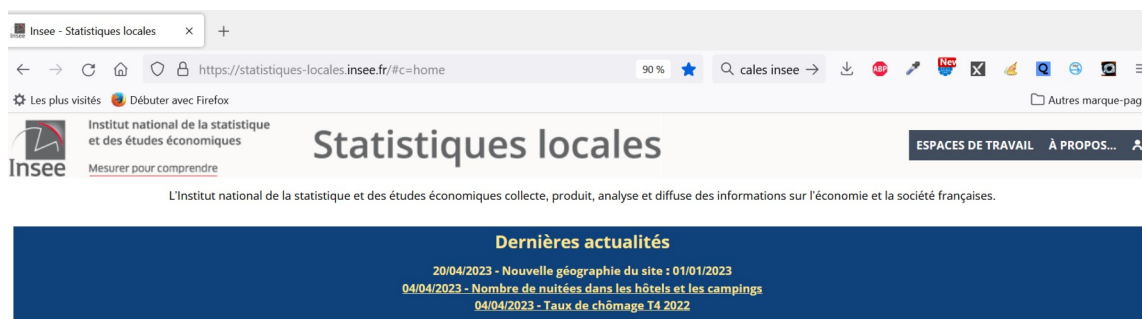 Insee - Statistiques locales
https://statistiques-locales.insee.fr/#c=home
90 %
cales insee
ABP
New
Les plus visités
Débuter avec Firefox
Autres marque-pag
Insee
Institut national de la statistique
et des études économiques
Mesurer pour comprendre
Statistiques locales
ESPACES DE TRAVAIL
À PROPOS...
L'Institut national de la statistique et des études économiques collecte, produit, analyse et diffuse des informations sur l'économie et la société françaises.
Dernières actualités
20/04/2023 - Nouvelle géographie du site : 01/01/2023
04/04/2023 - Nombre de nuitées dans les hôtels et les campings
04/04/2023 - Taux de chômage T4 2022